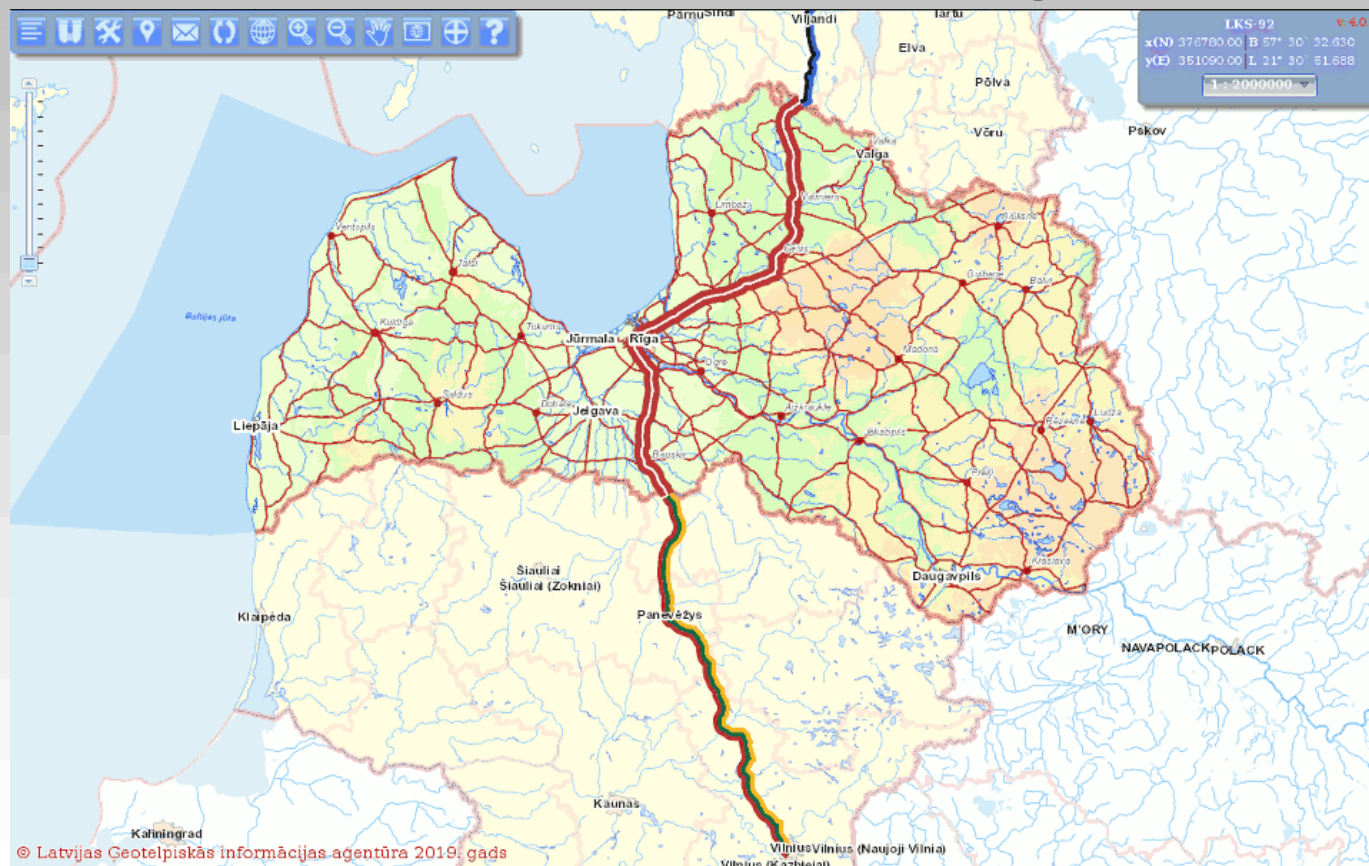 Pärnu
Sindi
Viljandi
Tartu
LKS-92
v: 4.0
x(N) 376780.00 B 57° 30' 32.630
y(E) 351090.00 L 21° 30' 51.688
1 : 2000000
Elva
Põlva
Võru
Pskov
Valka
Valga
Valmiera
Limbaži
Alūksne
Ventspils
Cēsis
Talsi
Gulbene
Balvi
Baltijas jūra
Kuldīga
Tukums
Jūrmala
Rīga
Ogre
Madona
Saldus
Dobele
Jelgava
Aizkraukle
Ludza
Liepāja
Rēzekne
Jēkabpils
Bauska
Preiļi
Krāslava
Daugavpils
Šiauliai
Šiauliai (Zokniai)
Klaipėda
Panevėžys
M'ORY
NAVAPOLACK
POLACK
Kaunas
Kaliningrad
Vilnius
Vilnius (Naujoji Vilnia)
© Latvijas Ģeotelpiskās informācijas aģentūra 2019. gads